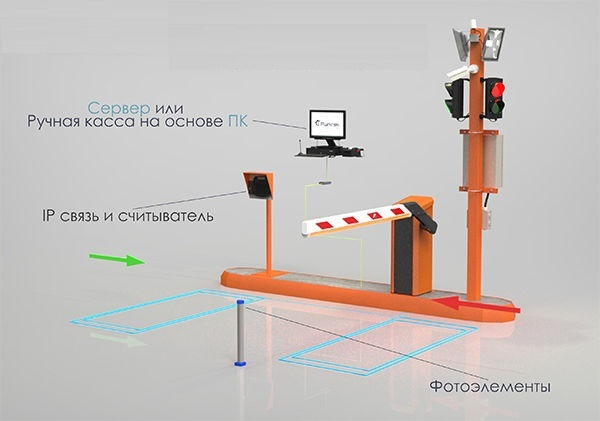 Сервер или
Ручная касса на основе ПК
IP связь и считыватель
Фотоэлементы